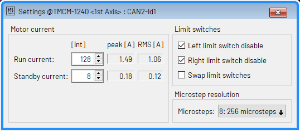 Settings @TMCM-1240 <1st Axis> : CAN2-Id1
Motor current
[int] peak [A] RMS [A]
Run current: 128 1.49 1.06
Standby current: 8 0.18 0.12
Limit switches
Left limit switch disable
Right limit switch disable
Swap limit switches
Microstep resolution
Microsteps: 8: 256 microsteps